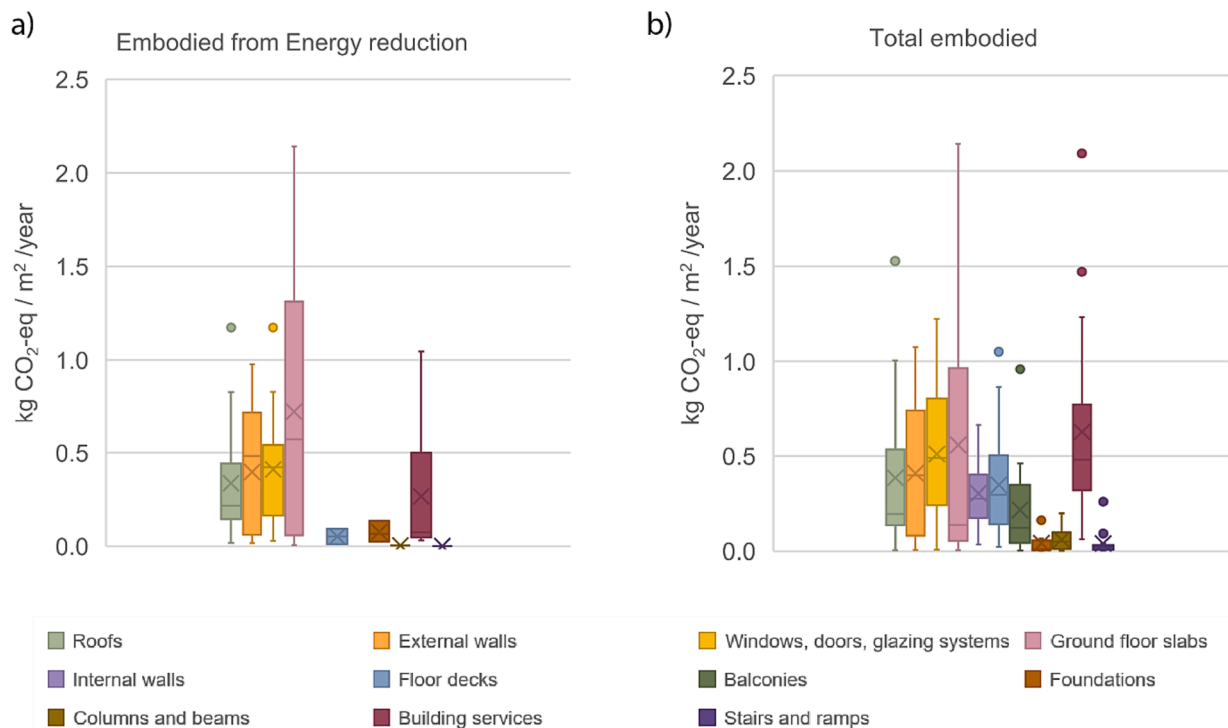 a)
Embodied from Energy reduction
kg CO₂-eq / m² /year
2.5
2.0
1.5
1.0
0.5
0.0
b)
Total embodied
kg CO₂-eq / m² /year
2.5
2.0
1.5
1.0
0.5
0.0
Roofs
External walls
Windows, doors, glazing systems
Ground floor slabs
Internal walls
Floor decks
Balconies
Foundations
Columns and beams
Building services
Stairs and ramps